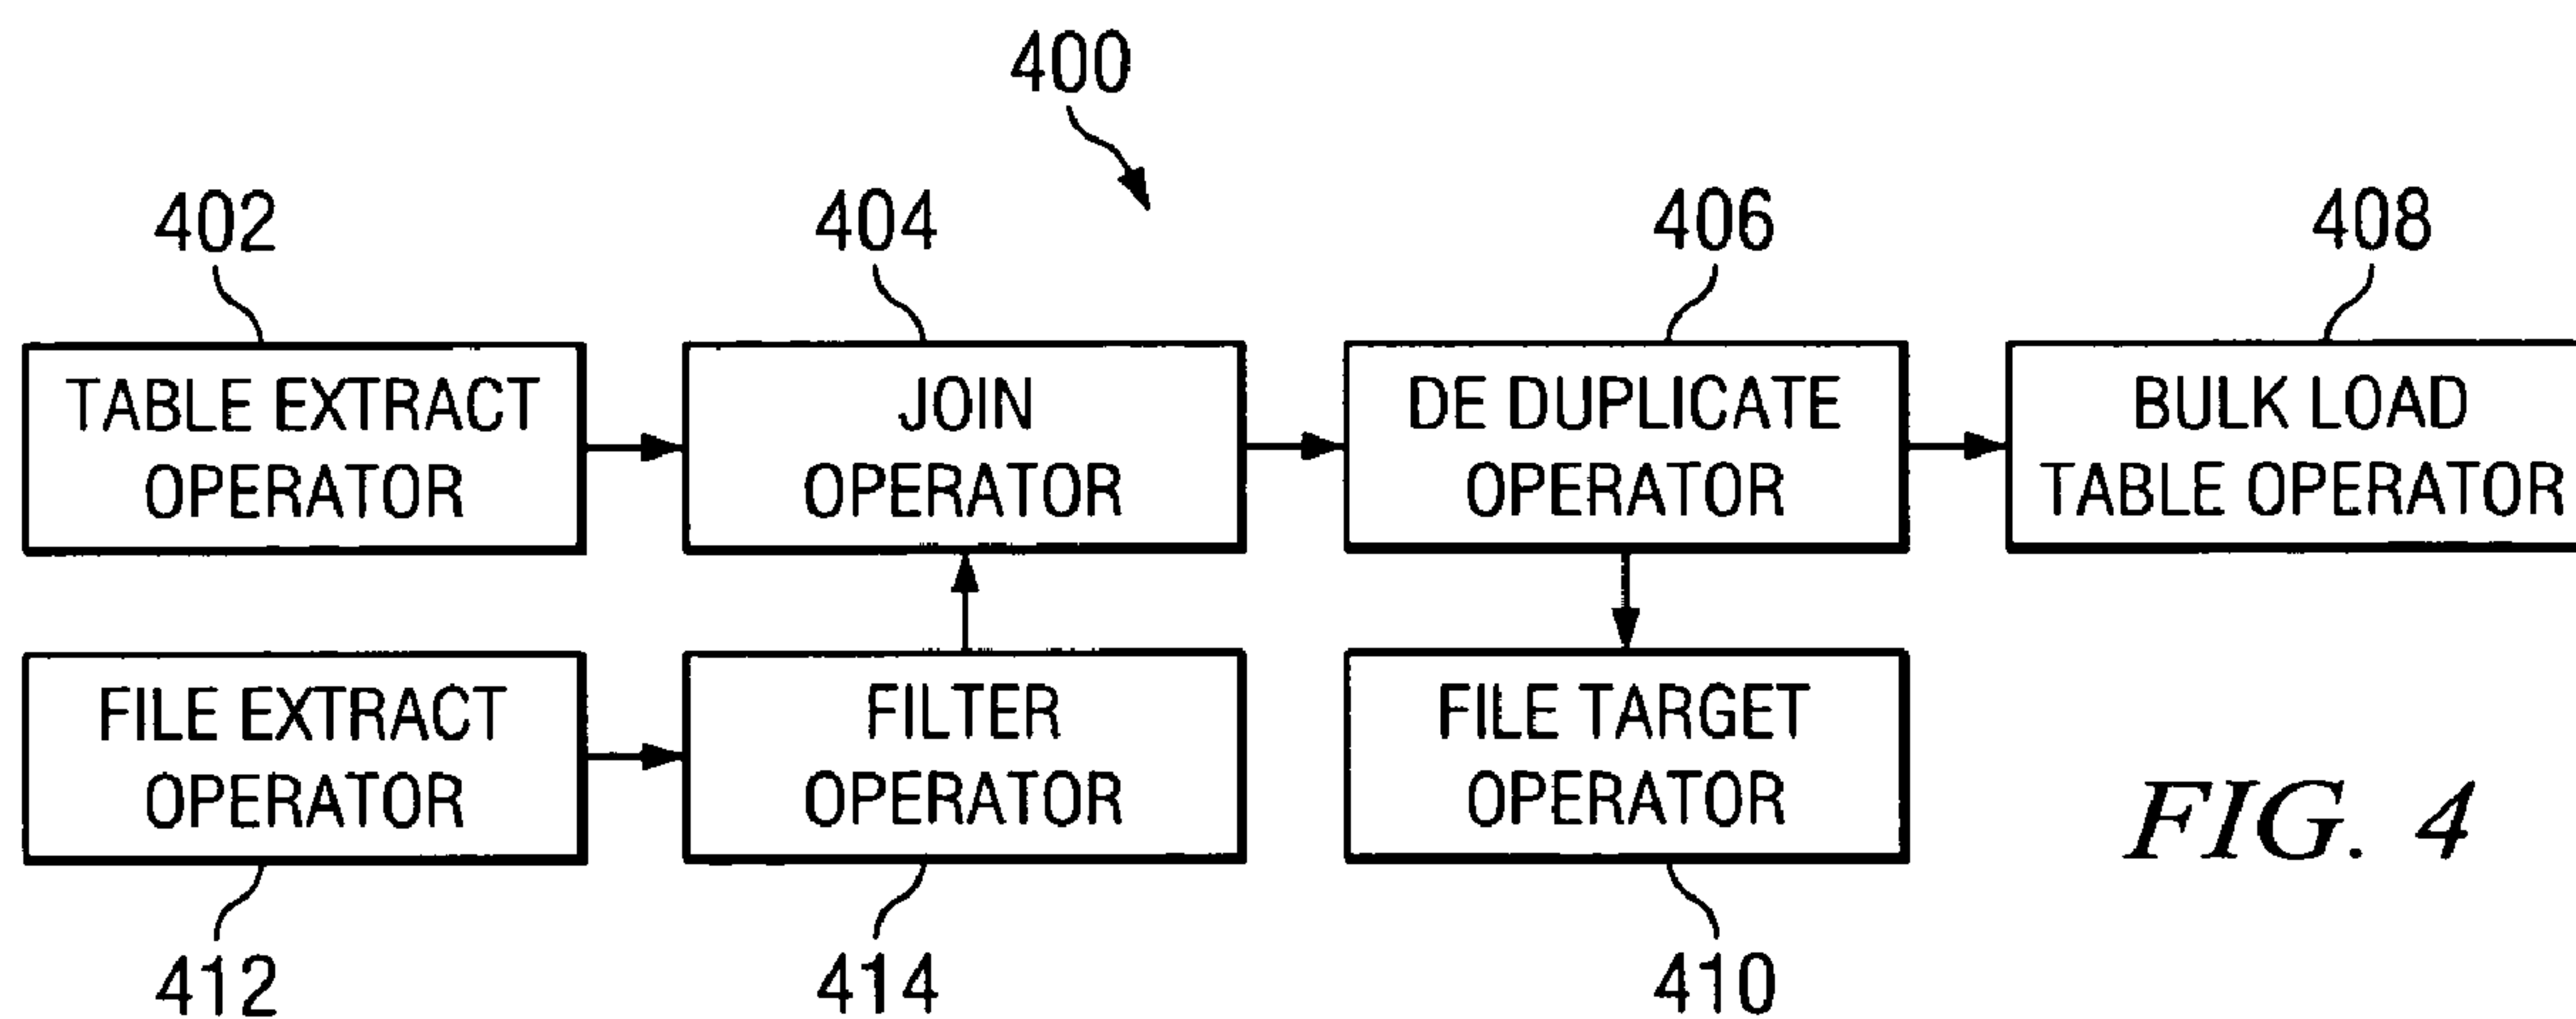 400
402
404
406
408
TABLE EXTRACT
OPERATOR
JOIN
OPERATOR
DE DUPLICATE
OPERATOR
BULK LOAD
TABLE OPERATOR
FILE EXTRACT
OPERATOR
FILTER
OPERATOR
FILE TARGET
OPERATOR
FIG. 4
412
414
410